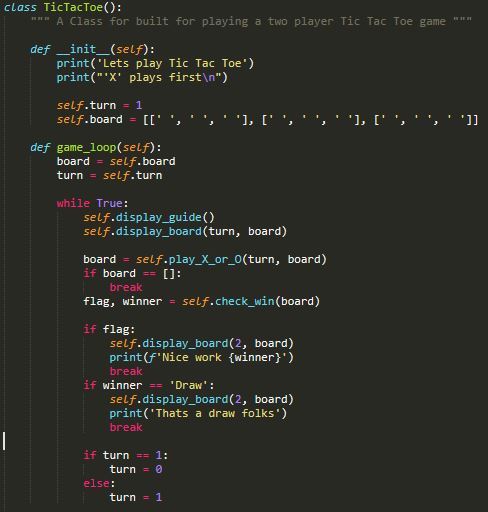 class TicTacToe():
    """ A Class for built for playing a two player Tic Tac Toe game """

    def __init__(self):
        print('Lets play Tic Tac Toe')
        print("'X' plays first\n")

        self.turn = 1
        self.board = [[' ', ' ', ' '], [' ', ' ', ' '], [' ', ' ', ' ']]

    def game_loop(self):
        board = self.board
        turn = self.turn

        while True:
            self.display_guide()
            self.display_board(turn, board)

            board = self.play_X_or_O(turn, board)
            if board == []:
                break
            flag, winner = self.check_win(board)

            if flag:
                self.display_board(2, board)
                print(f'Nice work {winner}')
                break
            if winner == 'Draw':
                self.display_board(2, board)
                print('Thats a draw folks')
                break

            if turn == 1:
                turn = 0
            else:
                turn = 1